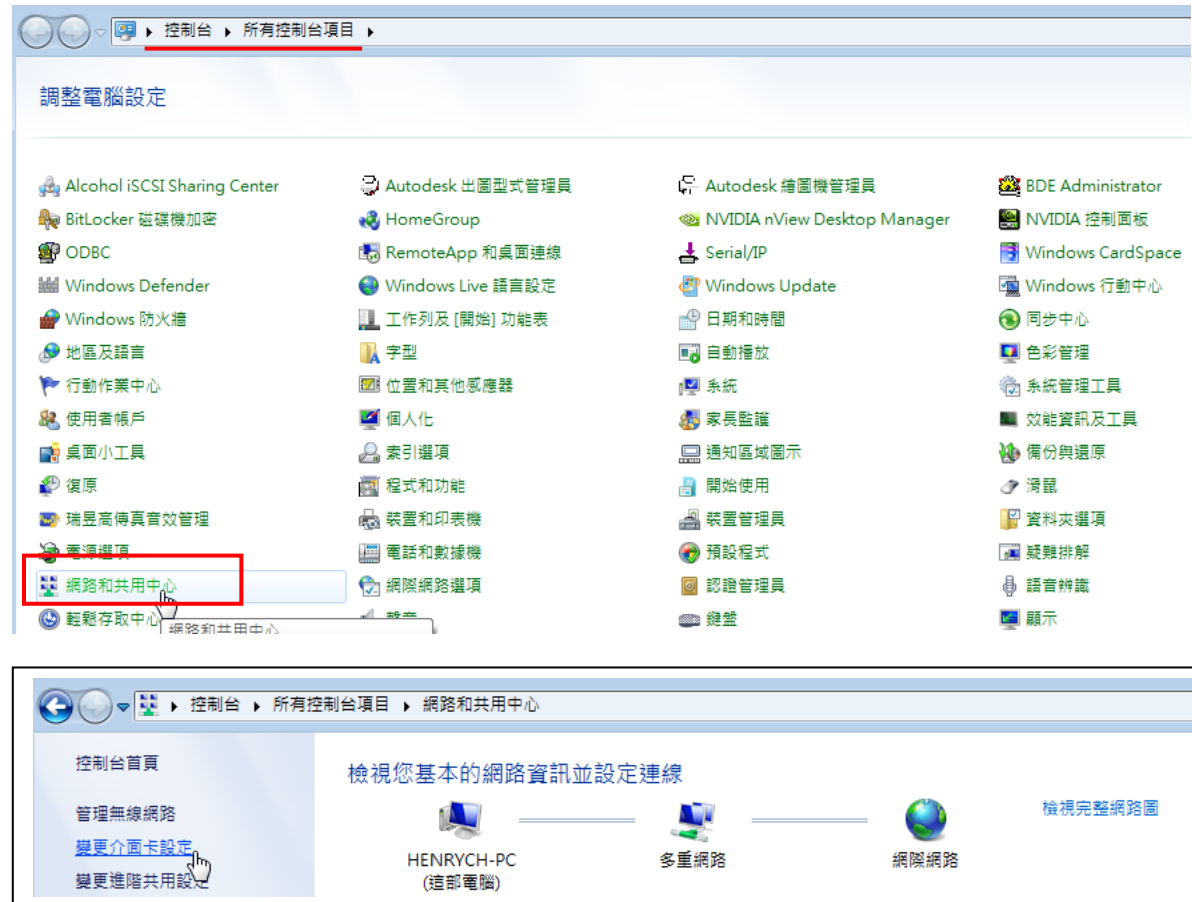 控制台 ▸ 所有控制台項目 ▸
調整電腦設定
Alcohol iSCSI Sharing Center Autodesk 出圖型式管理員 Autodesk 繪圖機管理員 BDE Administrator
BitLocker 磁碟機加密 HomeGroup NVIDIA nView Desktop Manager NVIDIA 控制面板
ODBC RemoteApp 和桌面連線 Serial/IP Windows CardSpace
Windows Defender Windows Live 語言設定 Windows Update Windows 行動中心
Windows 防火牆 工作列及 [開始] 功能表 日期和時間 同步中心
地區及語言 字型 自動播放 色彩管理
行動作業中心 位置和其他感應器 系統 系統管理工具
使用者帳戶 個人化 家長監護 效能資訊及工具
桌面小工具 索引選項 通知區域圖示 備份與還原
復原 程式和功能 開始使用 滑鼠
瑞昱高傳真音效管理 裝置和印表機 裝置管理員 資料夾選項
電源選項 電話和數據機 預設程式 疑難排解
網路和共用中心 網際網路選項 認證管理員 語音辨識
輕鬆存取中心 聲音 鍵盤 顯示
網路和共用中心
控制台 ▸ 所有控制台項目 ▸ 網路和共用中心
控制台首頁
檢視您基本的網路資訊並設定連線
管理無線網路
變更介面卡設定
變更進階共用設定
檢視完整網路圖
HENRYCH-PC
(這部電腦)
多重網路
網際網路